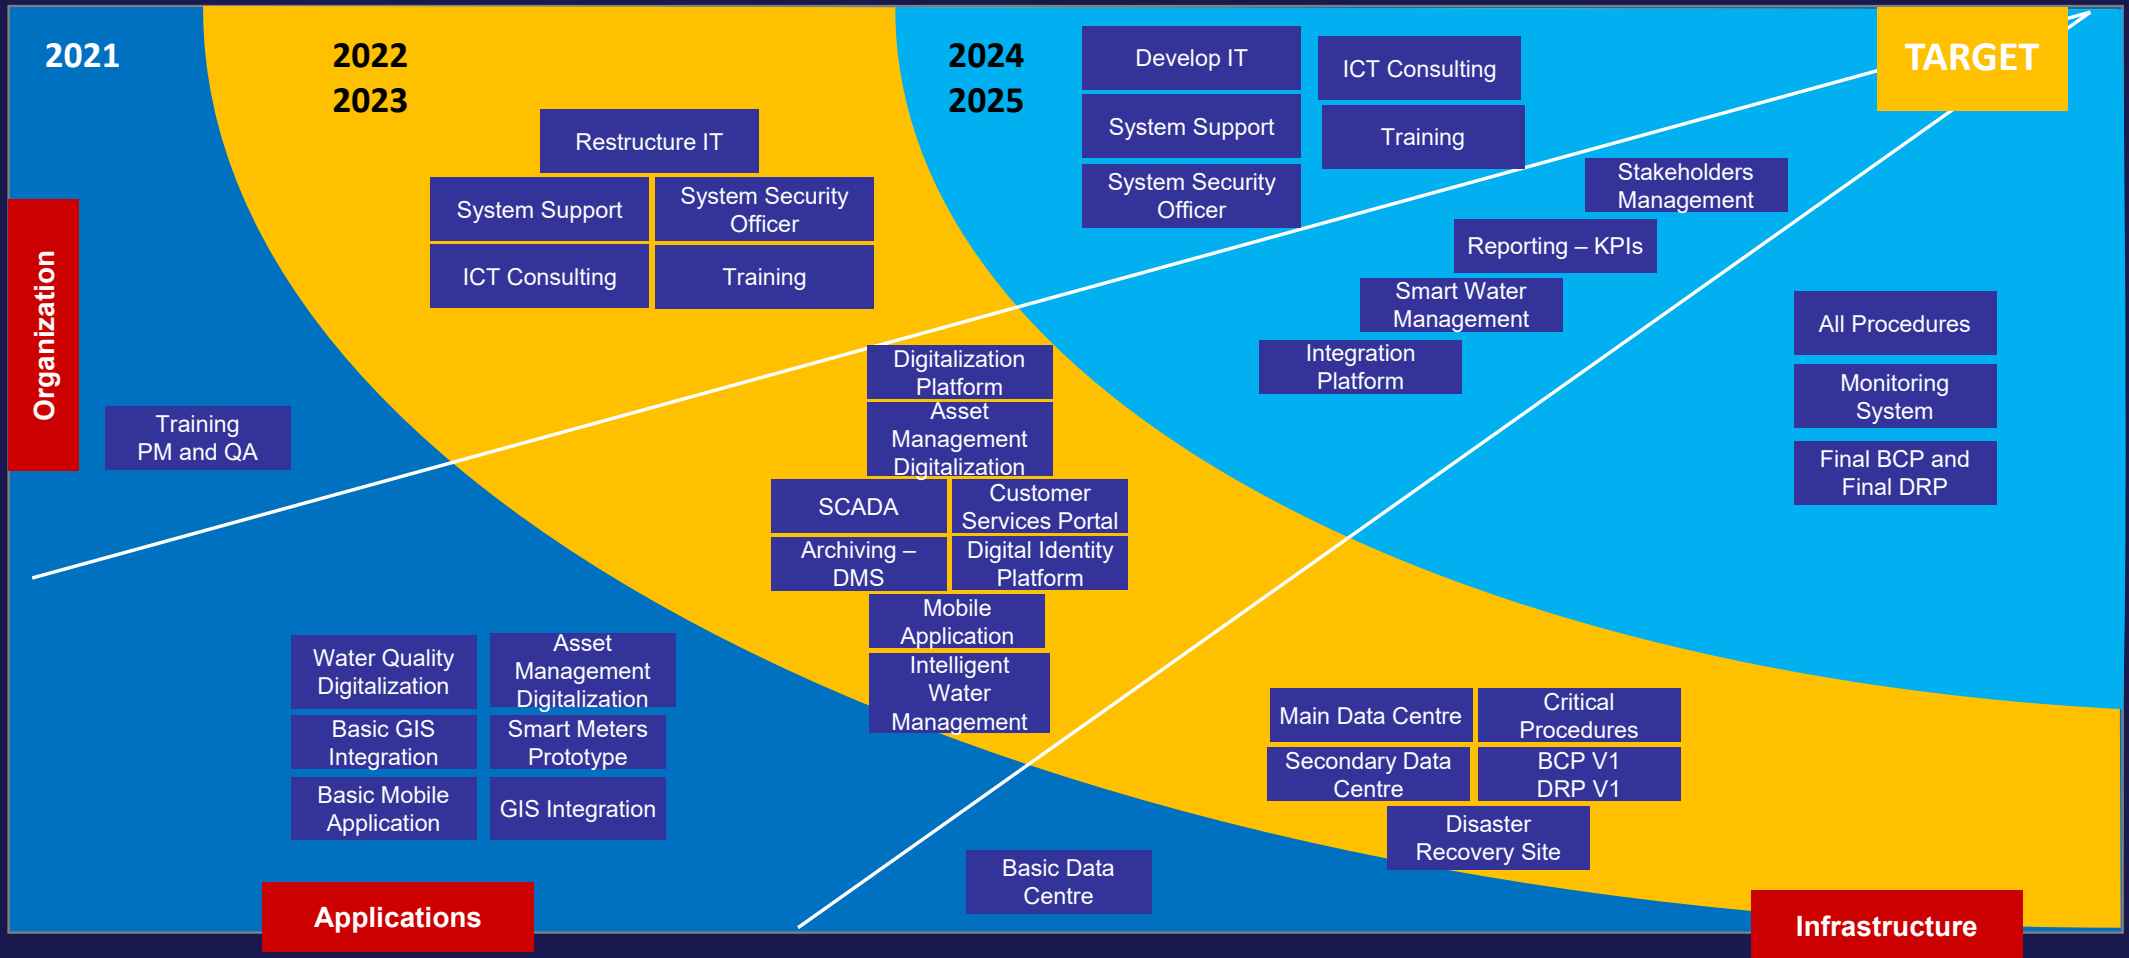 2021
2022
2023
2024
2025
TARGET
Develop IT
ICT Consulting
System Support
Training
System Security
Officer
Restructure IT
System Support
System Security
Officer
ICT Consulting
Training
Organization
Training
PM and QA
Stakeholders
Management
Reporting – KPIs
Smart Water
Management
Integration
Platform
All Procedures
Monitoring
System
Final BCP and
Final DRP
Digitalization
Platform
Asset
Management
Digitalization
SCADA
Customer
Services Portal
Archiving –
DMS
Digital Identity
Platform
Mobile
Application
Intelligent
Water
Management
Water Quality
Digitalization
Asset
Management
Digitalization
Basic GIS
Integration
Smart Meters
Prototype
Basic Mobile
Application
GIS Integration
Main Data Centre
Critical
Procedures
Secondary Data
Centre
BCP V1
DRP V1
Disaster
Recovery Site
Basic Data
Centre
Applications
Infrastructure